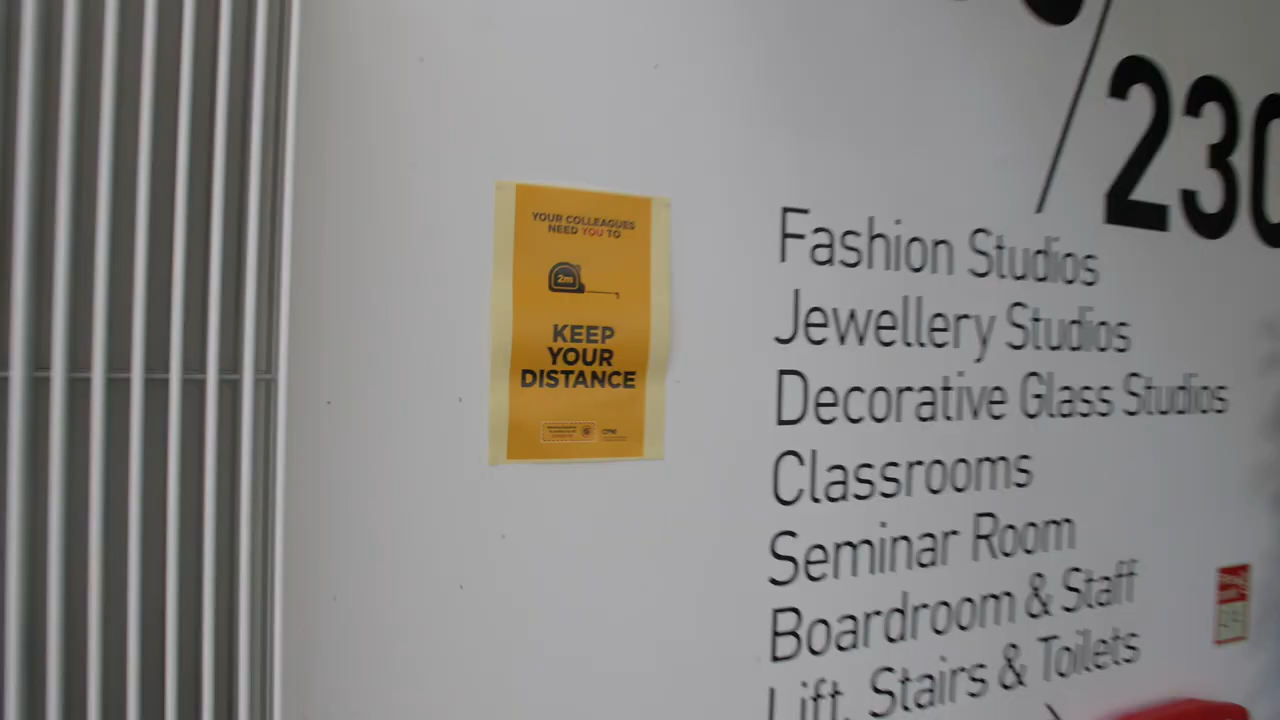 YOUR COLLEAGUES
NEED YOU TO
2m
KEEP
YOUR
DISTANCE
/230
Fashion Studios
Jewellery Studios
Decorative Glass Studios
Classrooms
Seminar Room
Boardroom & Staff
Lift, Stairs & Toilets